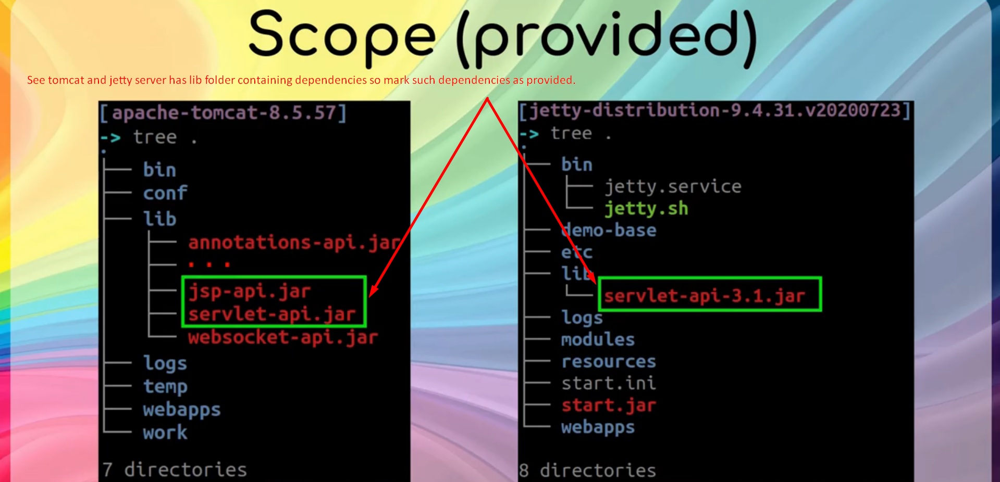 Scope (provided)
See tomcat and jetty server has lib folder containing dependencies so mark such dependencies as provided.
[apache-tomcat-8.5.57]
-> tree .
.
bin
conf
lib
annotations-api.jar
...
jsp-api.jar
servlet-api.jar
websocket-api.jar
logs
temp
webapps
work
7 directories
[jetty-distribution-9.4.31.v20200723]
-> tree .
.
bin
jetty.service
jetty.sh
demo-base
etc
lib
servlet-api-3.1.jar
logs
modules
resources
start.ini
start.jar
webapps
8 directories